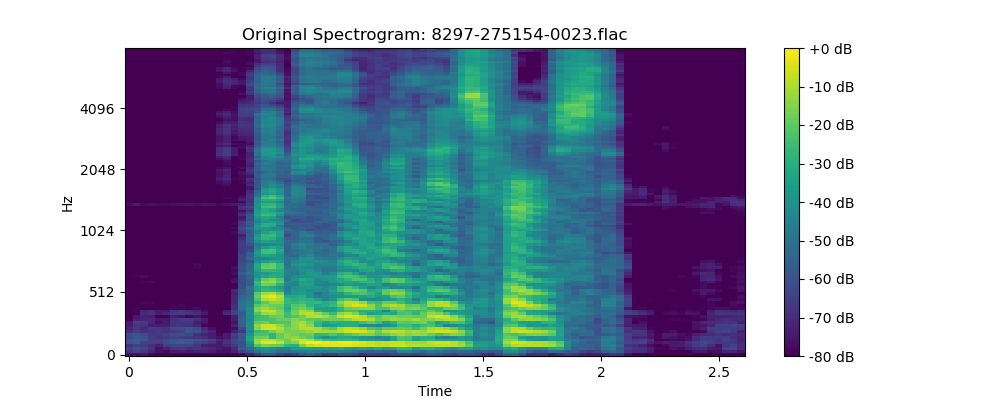 Original Spectrogram: 8297-275154-0023.flac
Hz
4096
2048
1024
512
0
0
0.5
1
1.5
2
2.5
Time
+0 dB
-10 dB
-20 dB
-30 dB
-40 dB
-50 dB
-60 dB
-70 dB
-80 dB